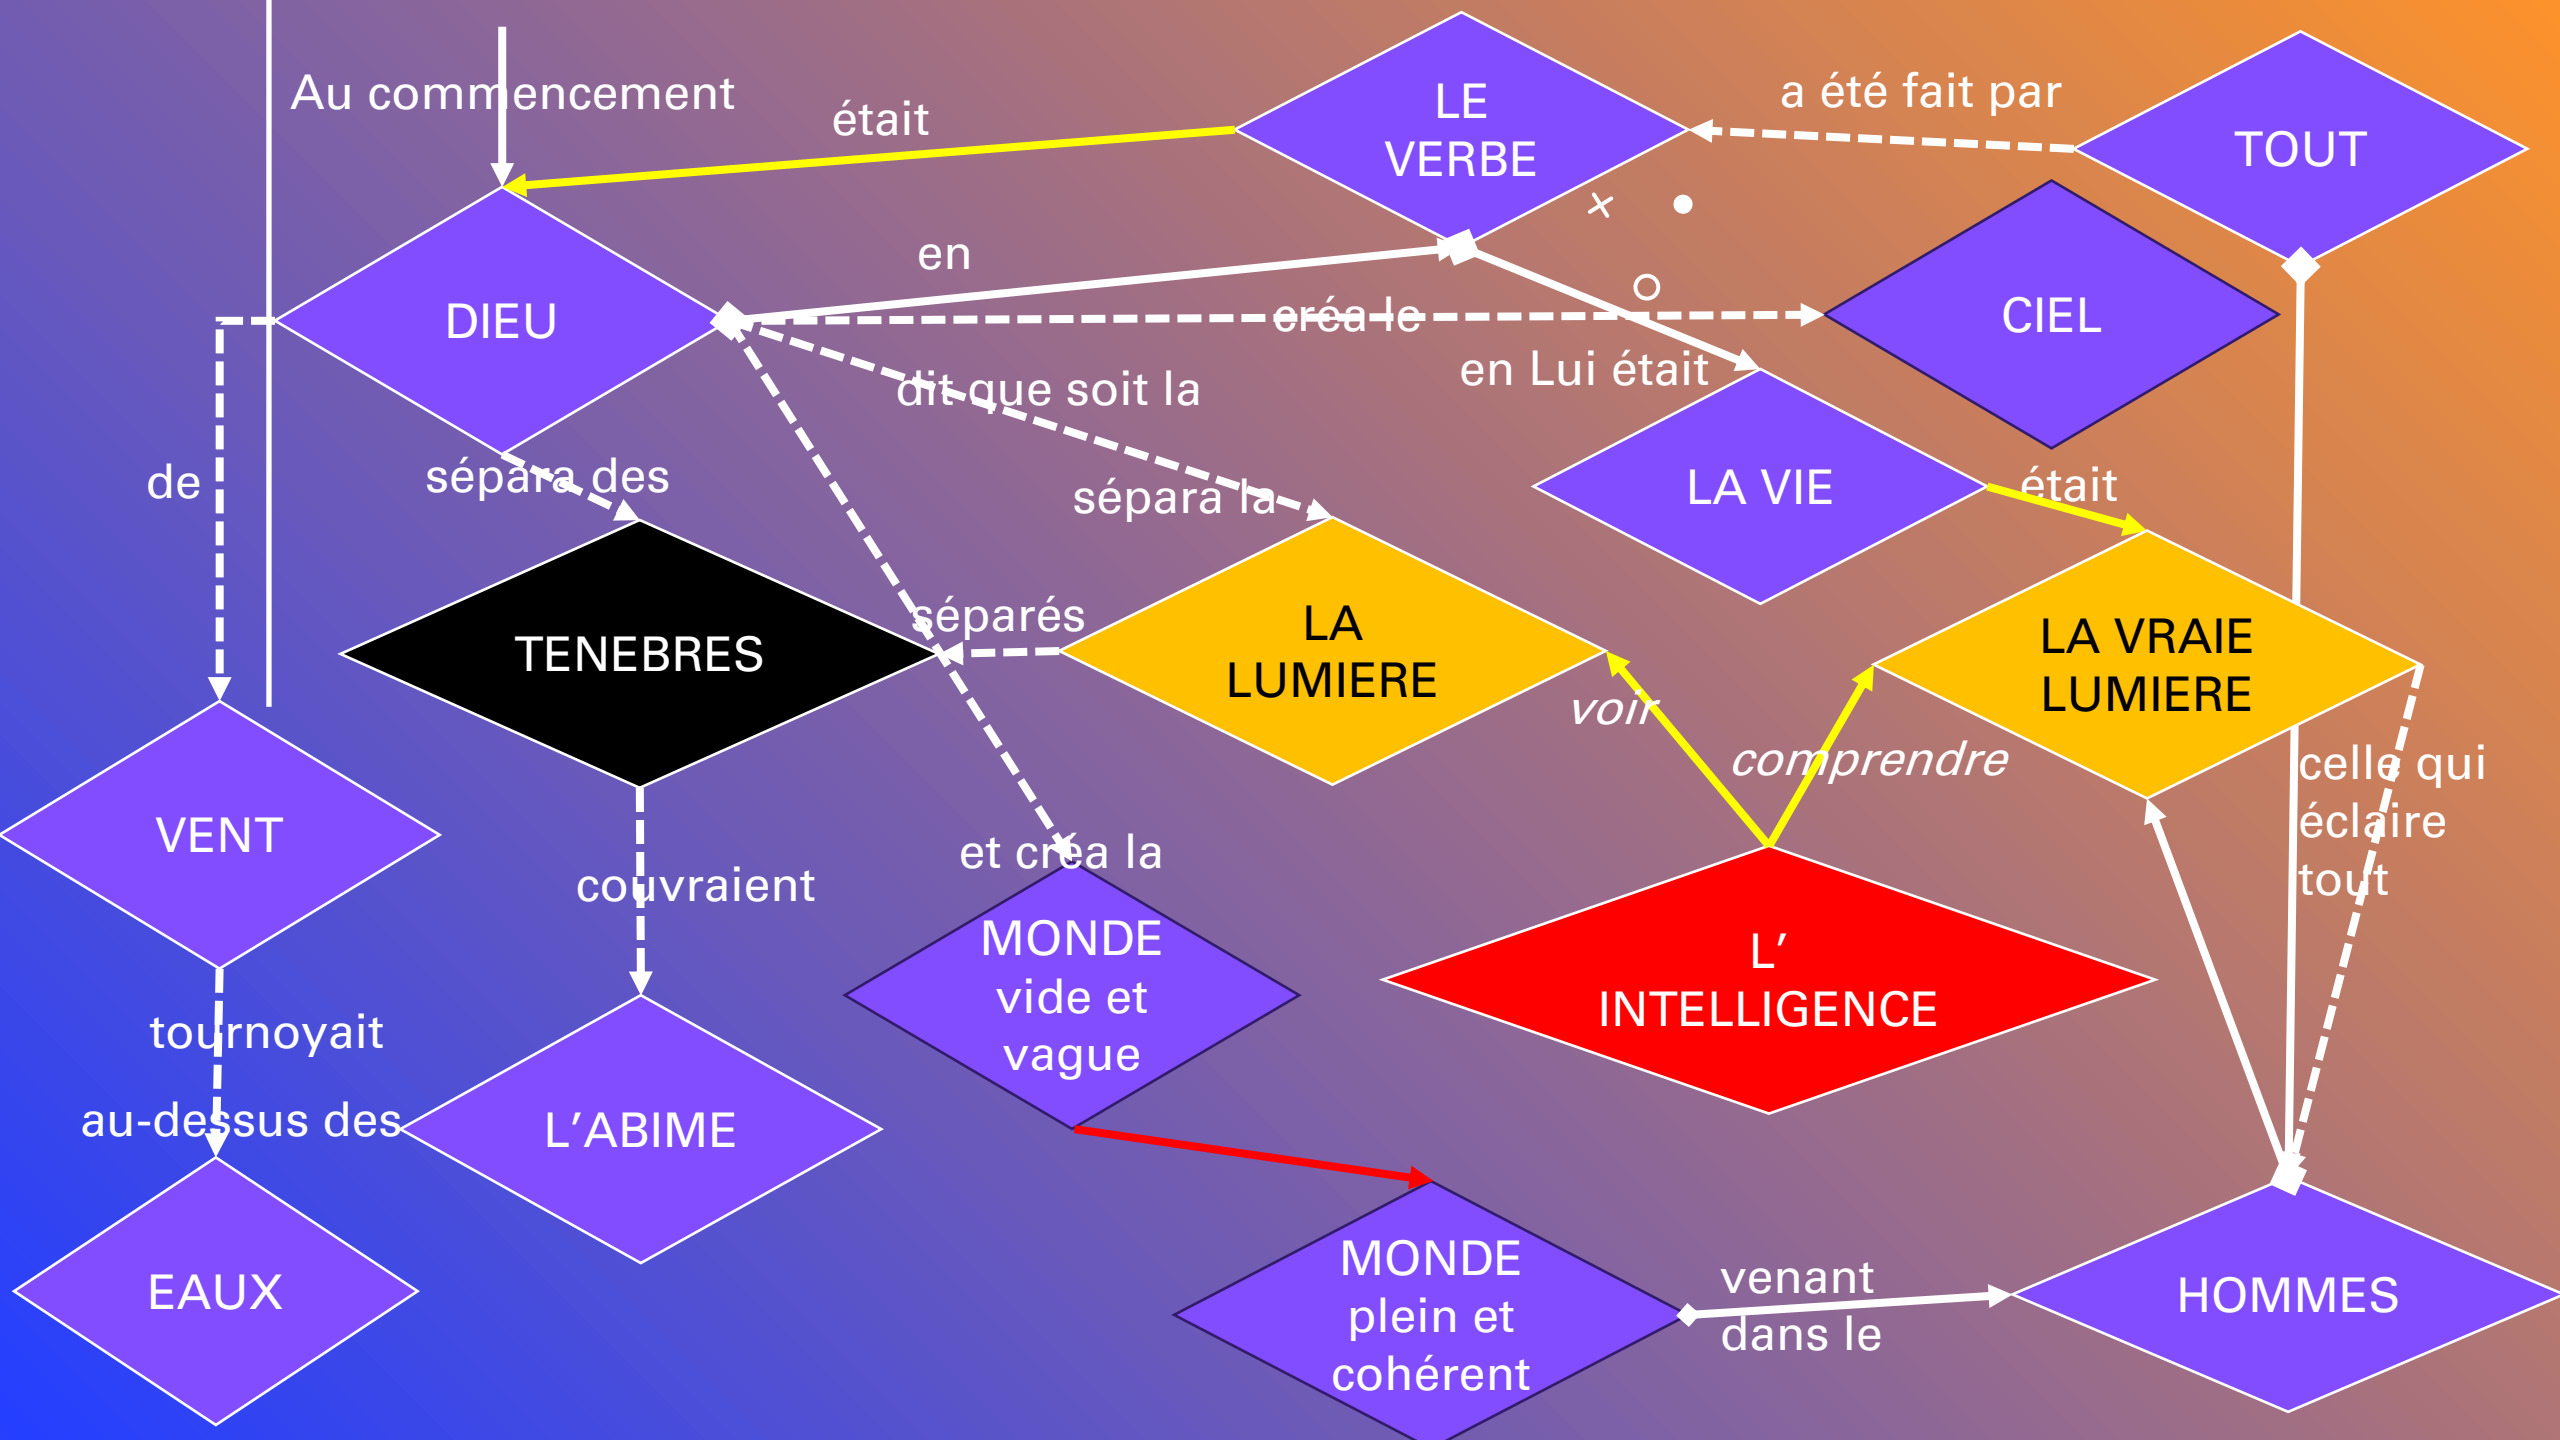 Au commencement
était
LE
VERBE
a été fait par
TOUT
en
DIEU
créa le
CIEL
dit que soit la
en Lui était
de
sépara des
sépara la
LA VIE
était
TENEBRES
séparés
LA
LUMIERE
voir
LA VRAIE
LUMIERE
comprendre
celle qui
éclaire
tout
VENT
couvraient
et créa la
MONDE
vide et
vague
L’
INTELLIGENCE
tournoyait
au-dessus des
L’ABIME
EAUX
MONDE
plein et
cohérent
venant
dans le
HOMMES